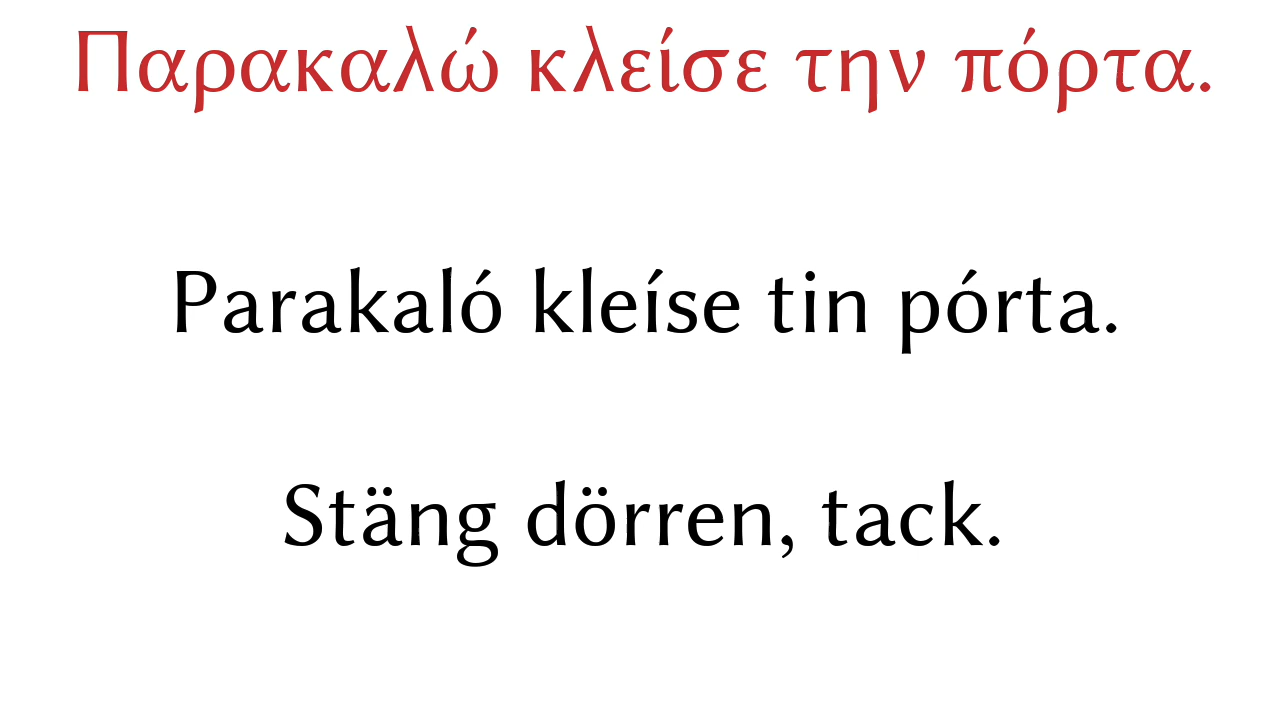 Παρακαλώ κλείσε την πόρτα.
Parakaló kleíse tin pórta.
Stäng dörren, tack.